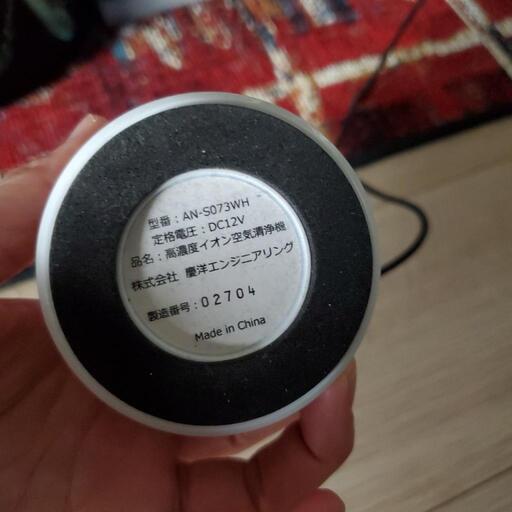 型番：AN-S073WH
定格電圧：DC12V
品名：高濃度イオン空気清浄機
株式会社 慶洋エンジニアリング
製造番号：02704
Made in China